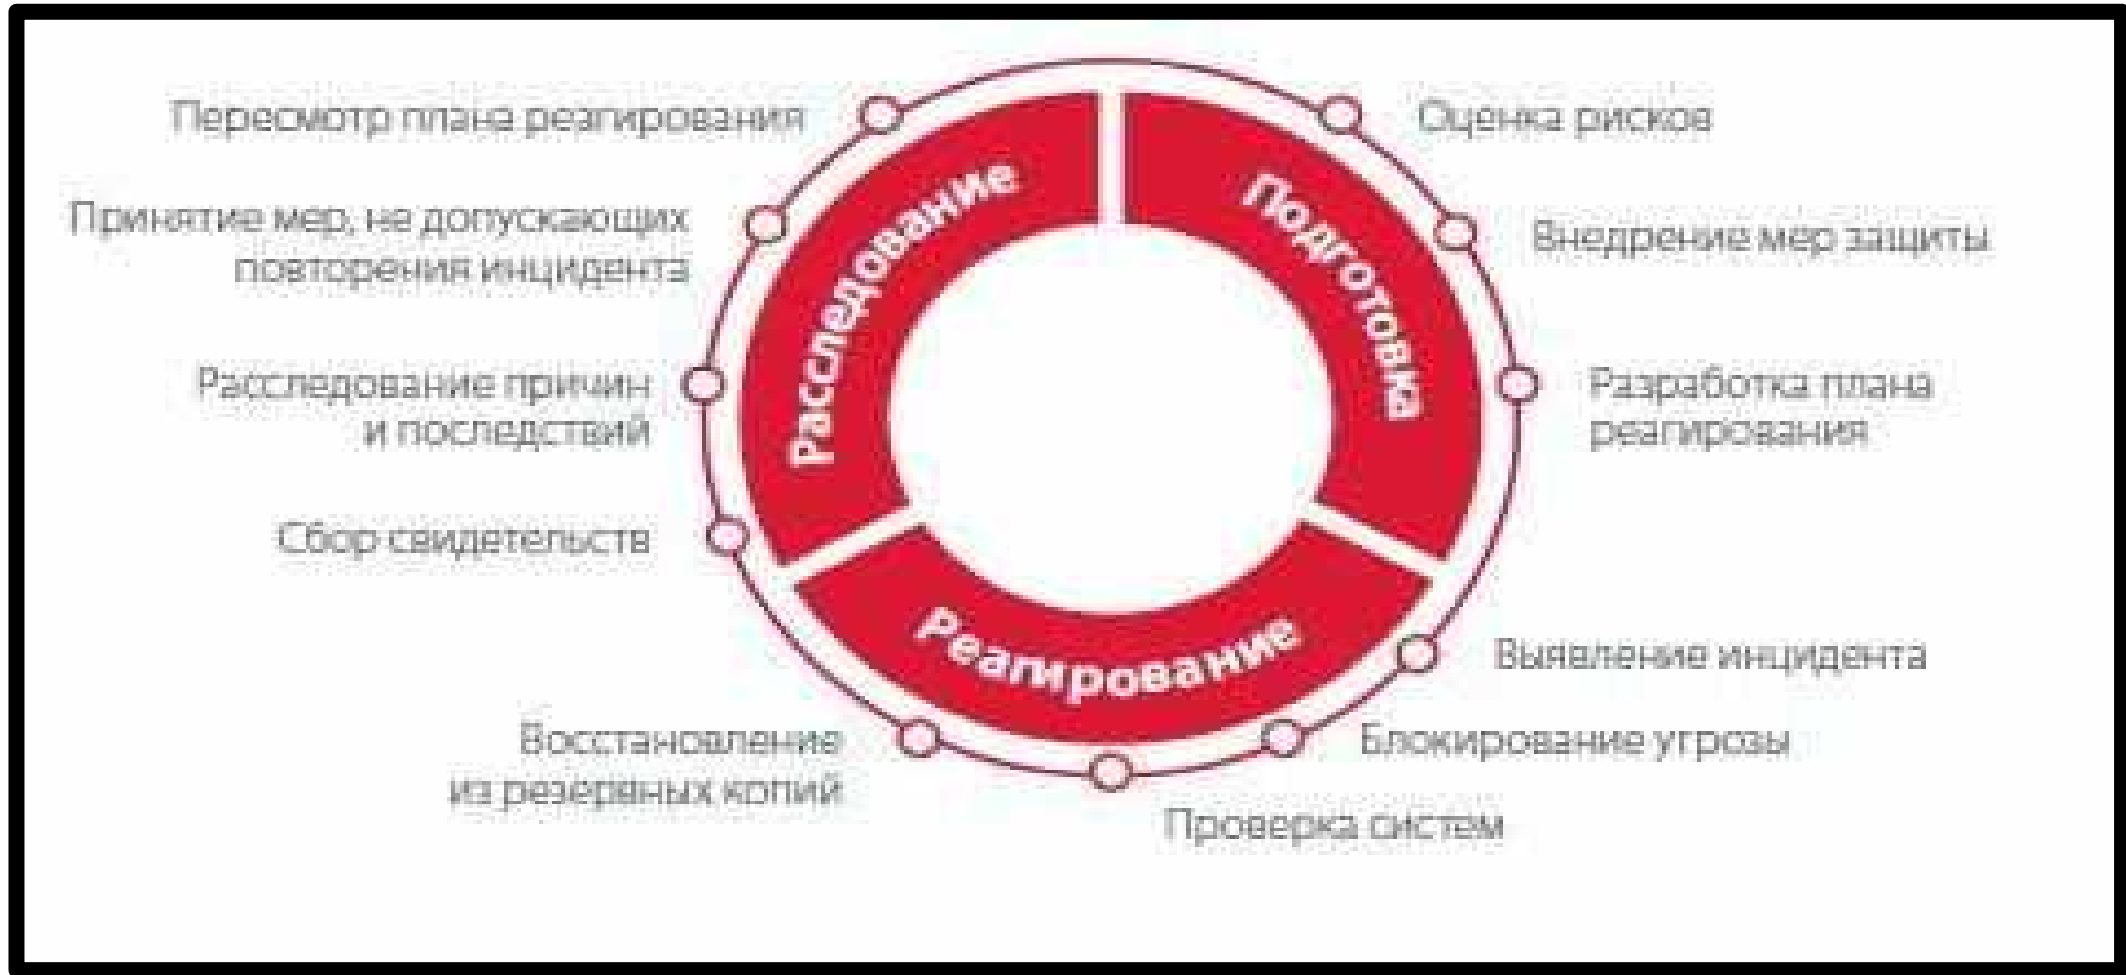 Пересмотр плана реагирования
Принятие мер, не допускающих
повторения инцидента
Расследование причин
и последствий
Сбор свидетельств
Восстановление
из резервных копий
Расследование
Подготовка
Реагирование
Оценка рисков
Внедрение мер защиты
Разработка плана
реагирования
Выявление инцидента
Блокирование угрозы
Проверка систем